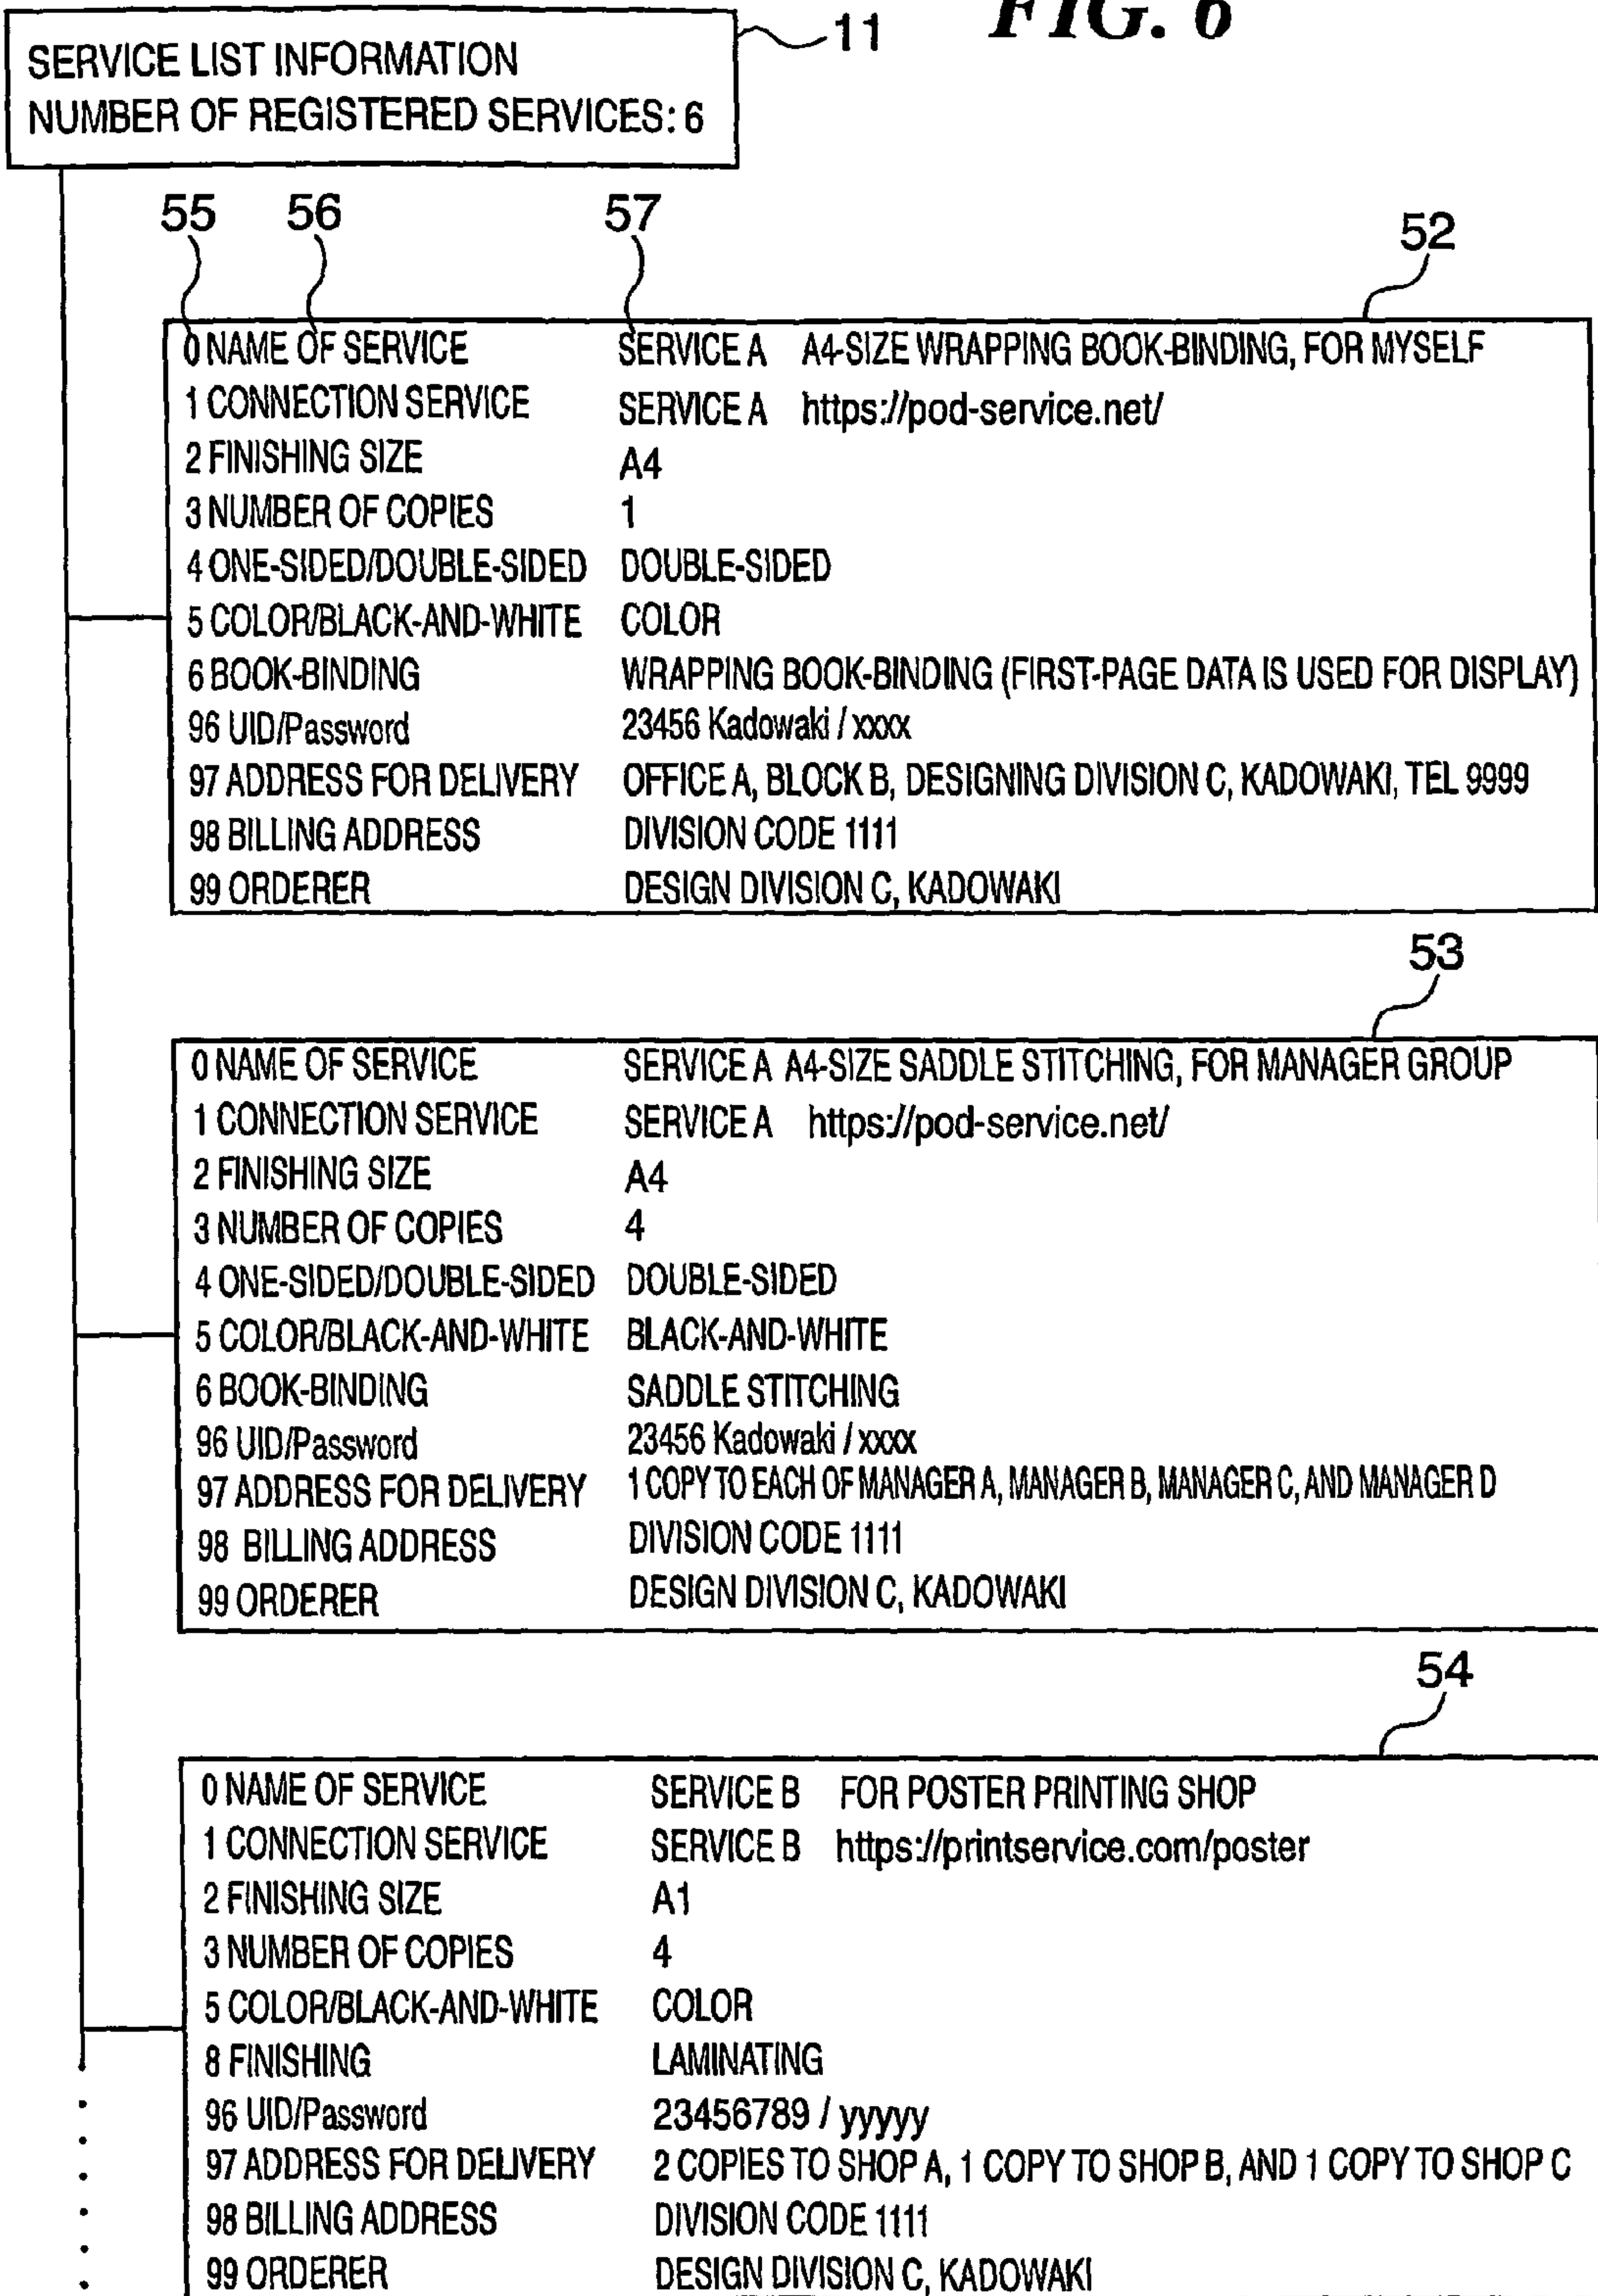 FIG. 6
11
SERVICE LIST INFORMATION
NUMBER OF REGISTERED SERVICES: 6
55 56 57 52
0 NAME OF SERVICE SERVICE A A4-SIZE WRAPPING BOOK-BINDING, FOR MYSELF
1 CONNECTION SERVICE SERVICE A https://pod-service.net/
2 FINISHING SIZE A4
3 NUMBER OF COPIES 1
4 ONE-SIDED/DOUBLE-SIDED DOUBLE-SIDED
5 COLOR/BLACK-AND-WHITE COLOR
6 BOOK-BINDING WRAPPING BOOK-BINDING (FIRST-PAGE DATA IS USED FOR DISPLAY)
96 UID/Password 23456 Kadowaki / xxxx
97 ADDRESS FOR DELIVERY OFFICE A, BLOCK B, DESIGNING DIVISION C, KADOWAKI, TEL 9999
98 BILLING ADDRESS DIVISION CODE 1111
99 ORDERER DESIGN DIVISION C, KADOWAKI
53
0 NAME OF SERVICE SERVICE A A4-SIZE SADDLE STITCHING, FOR MANAGER GROUP
1 CONNECTION SERVICE SERVICE A https://pod-service.net/
2 FINISHING SIZE A4
3 NUMBER OF COPIES 4
4 ONE-SIDED/DOUBLE-SIDED DOUBLE-SIDED
5 COLOR/BLACK-AND-WHITE BLACK-AND-WHITE
6 BOOK-BINDING SADDLE STITCHING
96 UID/Password 23456 Kadowaki / xxxx
97 ADDRESS FOR DELIVERY 1 COPY TO EACH OF MANAGER A, MANAGER B, MANAGER C, AND MANAGER D
98 BILLING ADDRESS DIVISION CODE 1111
99 ORDERER DESIGN DIVISION C, KADOWAKI
54
0 NAME OF SERVICE SERVICE B FOR POSTER PRINTING SHOP
1 CONNECTION SERVICE SERVICE B https://printservice.com/poster
2 FINISHING SIZE A1
3 NUMBER OF COPIES 4
5 COLOR/BLACK-AND-WHITE COLOR
8 FINISHING LAMINATING
96 UID/Password 23456789 / yyyyy
97 ADDRESS FOR DELIVERY 2 COPIES TO SHOP A, 1 COPY TO SHOP B, AND 1 COPY TO SHOP C
98 BILLING ADDRESS DIVISION CODE 1111
99 ORDERER DESIGN DIVISION C, KADOWAKI